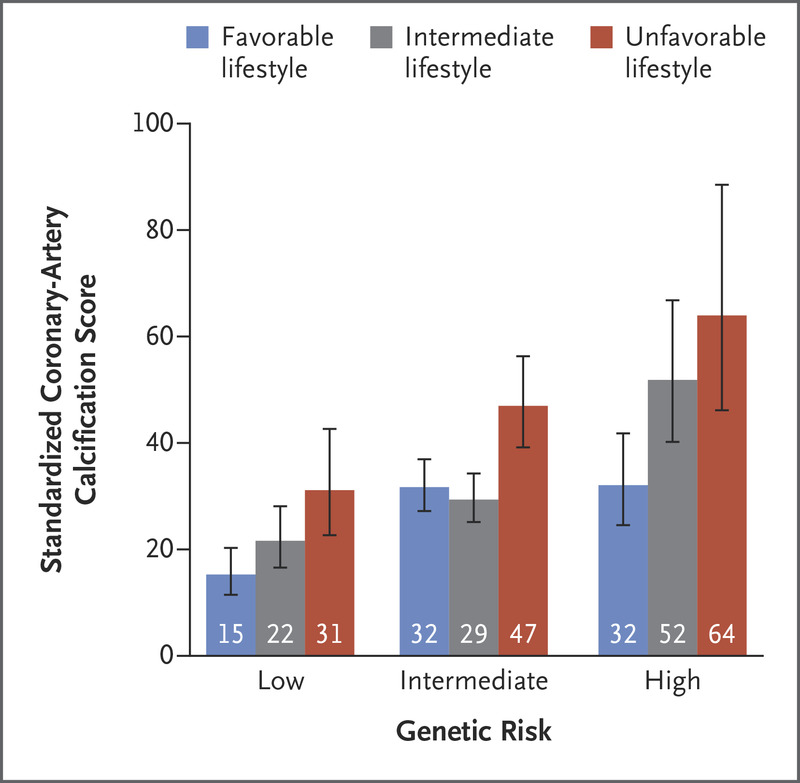 Favorable lifestyle
Intermediate lifestyle
Unfavorable lifestyle
Standardized Coronary-Artery
Calcification Score
100
80
60
40
20
0
15 22 31 32 29 47 32 52 64
Low Intermediate High
Genetic Risk